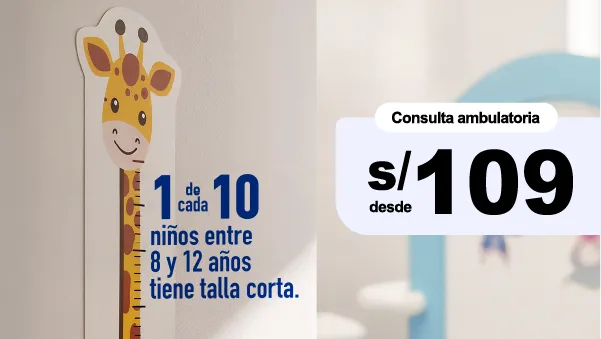 1 de cada 10
niños entre
8 y 12 años
tiene talla corta.
Consulta ambulatoria
s/109
desde